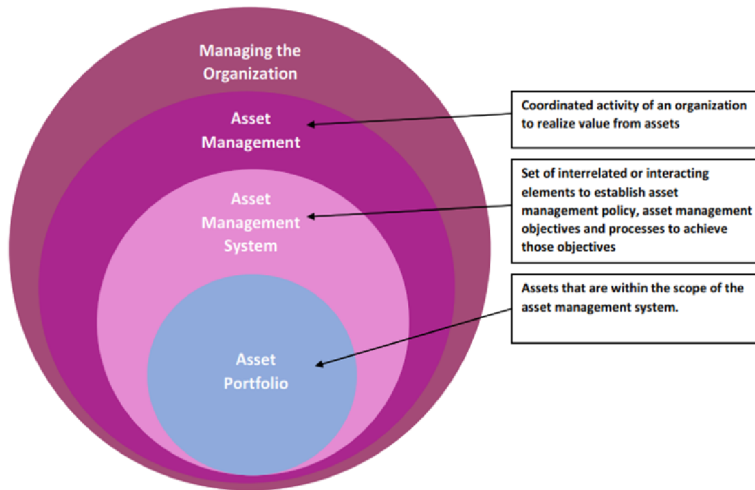 Managing the
Organization
Asset
Management
Asset
Management
System
Asset
Portfolio
Coordinated activity of an organization
to realize value from assets
Set of interrelated or interacting
elements to establish asset
management policy, asset management
objectives and processes to achieve
those objectives
Assets that are within the scope of the
asset management system.